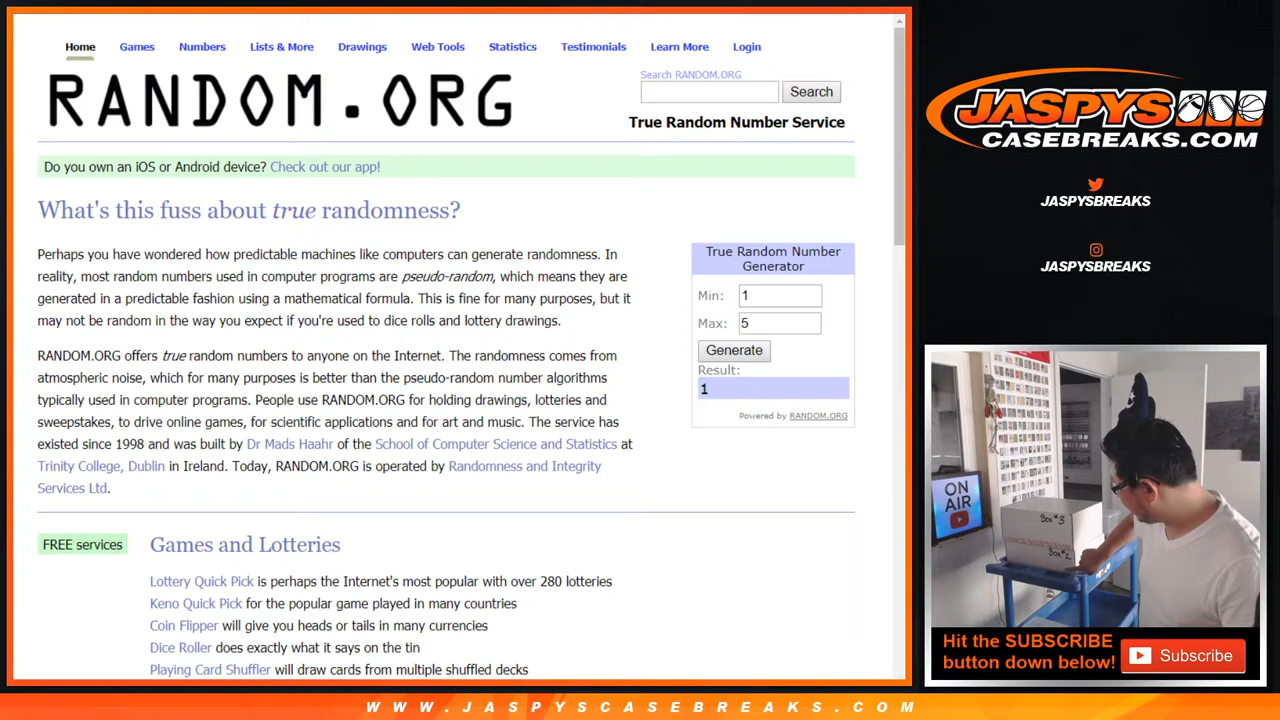 Home Games Numbers Lists & More Drawings Web Tools Statistics Testimonials Learn More Login
RANDOM.ORG
Search RANDOM.ORG
Search
True Random Number Service
Do you own an iOS or Android device? Check out our app!
What's this fuss about true randomness?
Perhaps you have wondered how predictable machines like computers can generate randomness. In
reality, most random numbers used in computer programs are pseudo-random, which means they are
generated in a predictable fashion using a mathematical formula. This is fine for many purposes, but it
may not be random in the way you expect if you're used to dice rolls and lottery drawings.
RANDOM.ORG offers true random numbers to anyone on the Internet. The randomness comes from
atmospheric noise, which for many purposes is better than the pseudo-random number algorithms
typically used in computer programs. People use RANDOM.ORG for holding drawings, lotteries and
sweepstakes, to drive online games, for scientific applications and for art and music. The service has
existed since 1998 and was built by Dr Mads Haahr of the School of Computer Science and Statistics at
Trinity College, Dublin in Ireland. Today, RANDOM.ORG is operated by Randomness and Integrity
Services Ltd.
True Random Number
Generator
Min: 1
Max: 5
Generate
Result:
1
Powered by RANDOM.ORG
FREE services
Games and Lotteries
Lottery Quick Pick is perhaps the Internet's most popular with over 280 lotteries
Keno Quick Pick for the popular game played in many countries
Coin Flipper will give you heads or tails in many currencies
Dice Roller does exactly what it says on the tin
Playing Card Shuffler will draw cards from multiple shuffled decks
JASPYS
CASEBREAKS.COM
JASPYSBREAKS
JASPYSBREAKS
ON
AIR
Box #3
Box #2
Hit the SUBSCRIBE
button down below!
Subscribe
WWW.JASPYSCASEBREAKS.COM